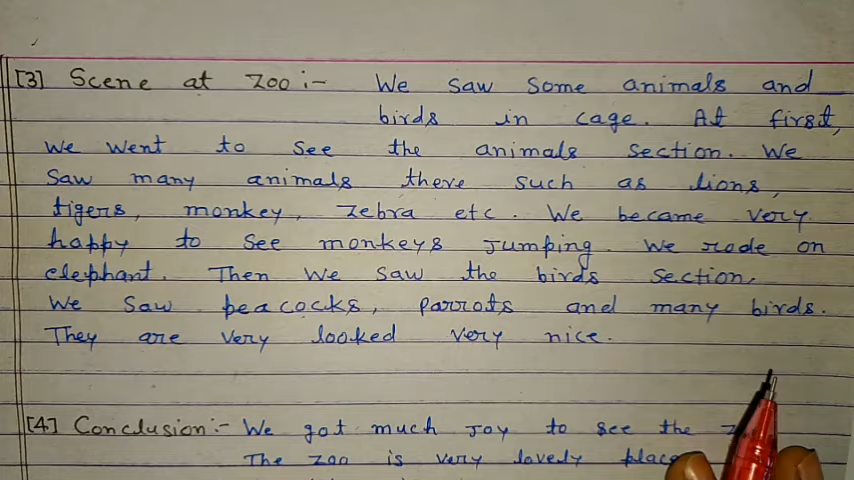 [3] Scene at Zoo :- We saw some animals and
birds in cage. At first,
We went to see the animals section. We
saw many animals there such as lions,
tigers, monkey, zebra etc. We became very
happy to see monkeys Jumping. We rode on
elephant. Then We saw the birds section.
We saw peacocks, parrots and many birds.
They are very looked very nice.
[4] Conclusion :- We got much Joy to see the
The zoo is very lovely place